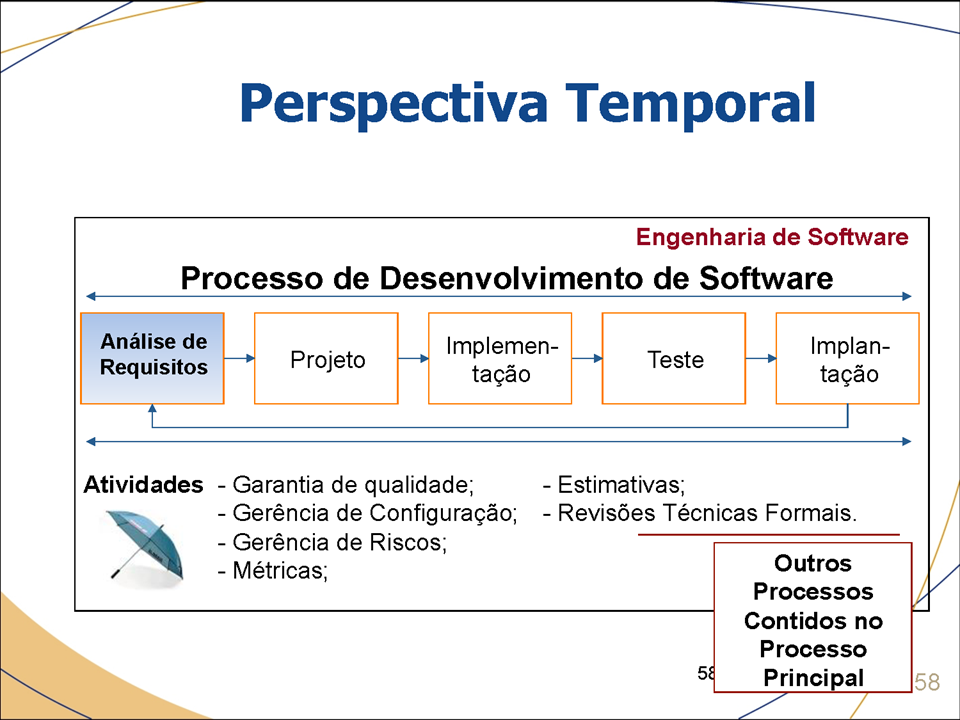 Perspectiva Temporal
Engenharia de Software
Processo de Desenvolvimento de Software
Análise de
Requisitos
Projeto
Implemen-
tação
Teste
Implan-
tação
Atividades
- Garantia de qualidade;
- Gerência de Configuração;
- Gerência de Riscos;
- Métricas;
- Estimativas;
- Revisões Técnicas Formais.
Outros
Processos
Contidos no
Processo
Principal
58
58